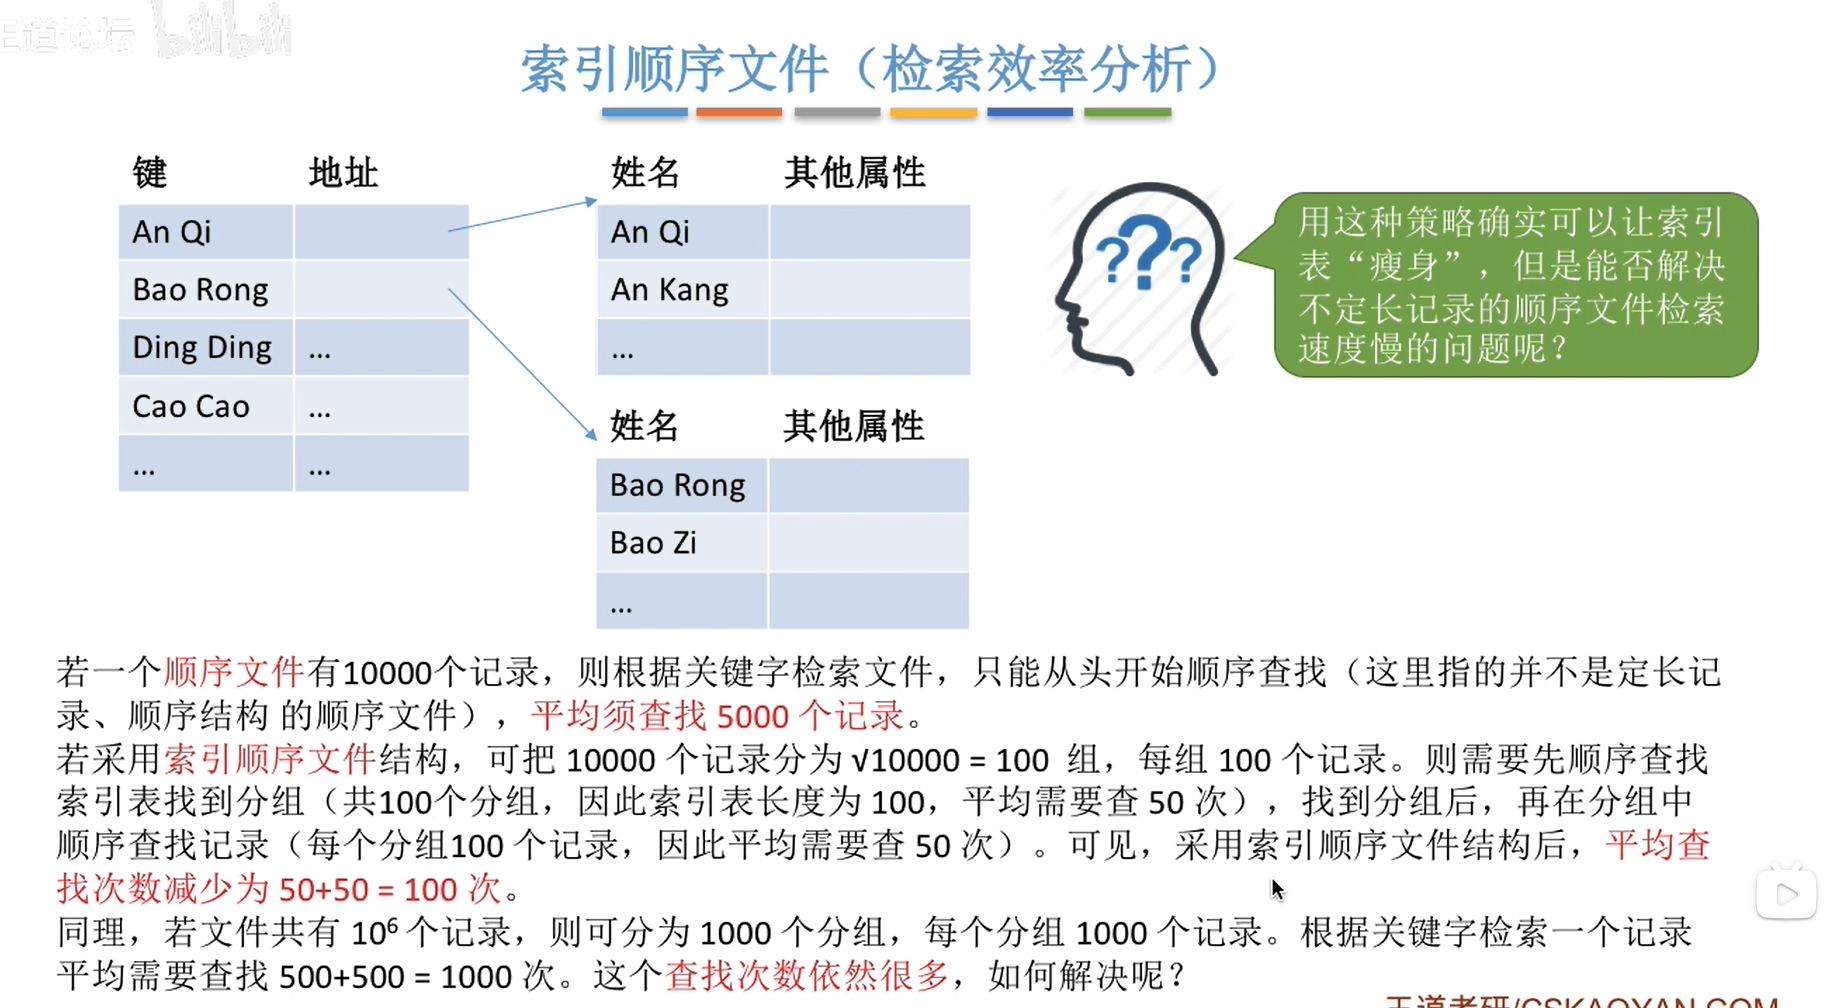 王道论坛 bilibili
索引顺序文件（检索效率分析）
键 地址
An Qi
Bao Rong
Ding Ding ...
Cao Cao ...
... ...
姓名 其他属性
An Qi
An Kang
...
姓名 其他属性
Bao Rong
Bao Zi
...
? ? ?
用这种策略确实可以让索引
表“瘦身”，但是能否解决
不定长记录的顺序文件检索
速度慢的问题呢？
若一个顺序文件有10000个记录，则根据关键字检索文件，只能从头开始顺序查找（这里指的并不是定长记
录、顺序结构 的顺序文件），平均须查找 5000 个记录。
若采用索引顺序文件结构，可把 10000 个记录分为 √10000 = 100 组，每组 100 个记录。则需要先顺序查找
索引表找到分组（共100个分组，因此索引表长度为 100，平均需要查 50 次），找到分组后，再在分组中
顺序查找记录（每个分组100 个记录，因此平均需要查 50 次）。可见，采用索引顺序文件结构后，平均查
找次数减少为 50+50 = 100 次。
同理，若文件共有 10⁶ 个记录，则可分为 1000 个分组，每个分组 1000 个记录。根据关键字检索一个记录
平均需要查找 500+500 = 1000 次。这个查找次数依然很多，如何解决呢？
王道考研/CSKAOYAN.COM